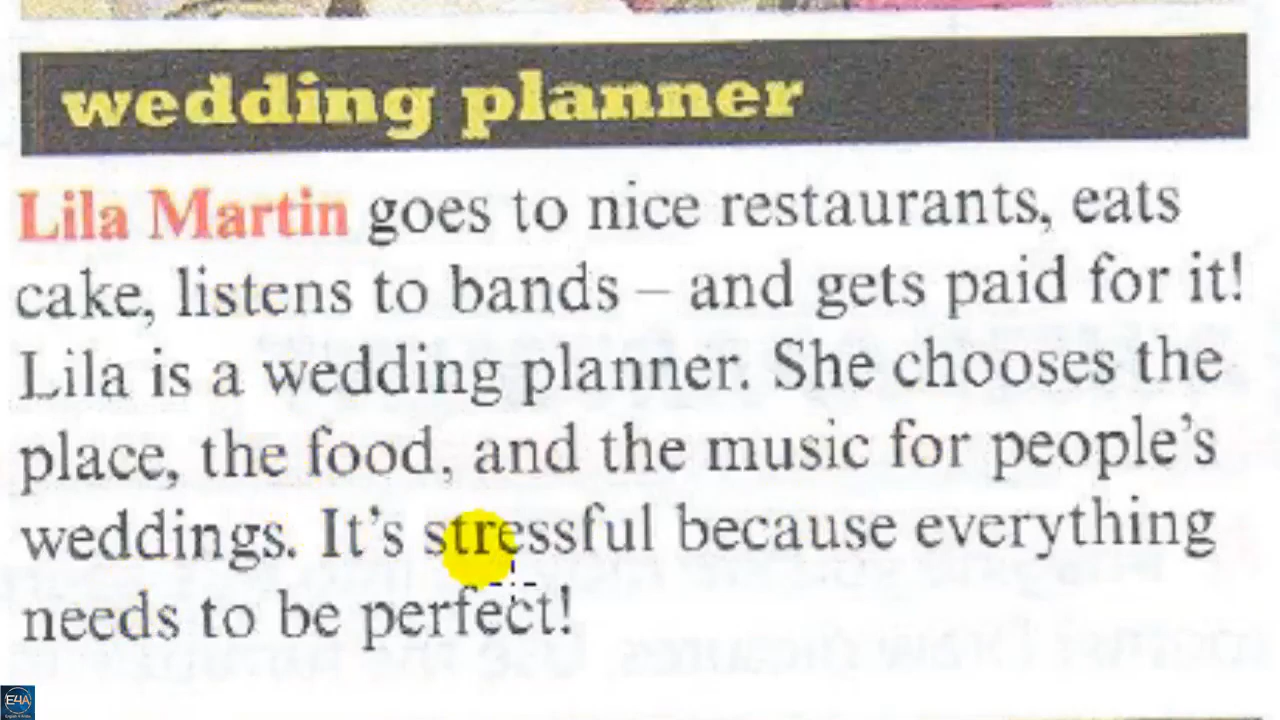 wedding planner
Lila Martin goes to nice restaurants, eats
cake, listens to bands – and gets paid for it!
Lila is a wedding planner. She chooses the
place, the food, and the music for people's
weddings. It's stressful because everything
needs to be perfect!
E4A